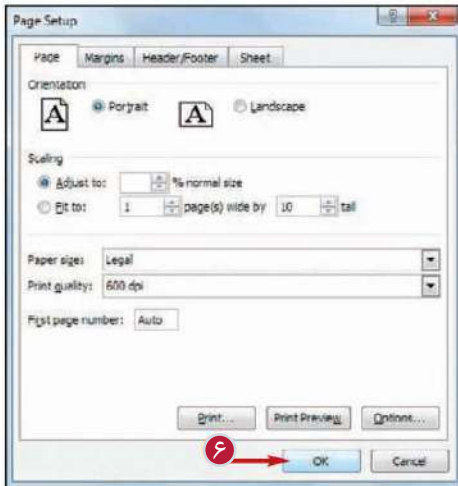 Page Setup
Page Margins Header/Footer Sheet
Orientation
A Portrait A Landscape
Scaling
Adjust to: % normal size
Fit to: 1 page(s) wide by 10 tall
Paper size: Legal
Print quality: 600 dpi
First page number: Auto
Print... Print Preview Options...
۶ OK Cancel